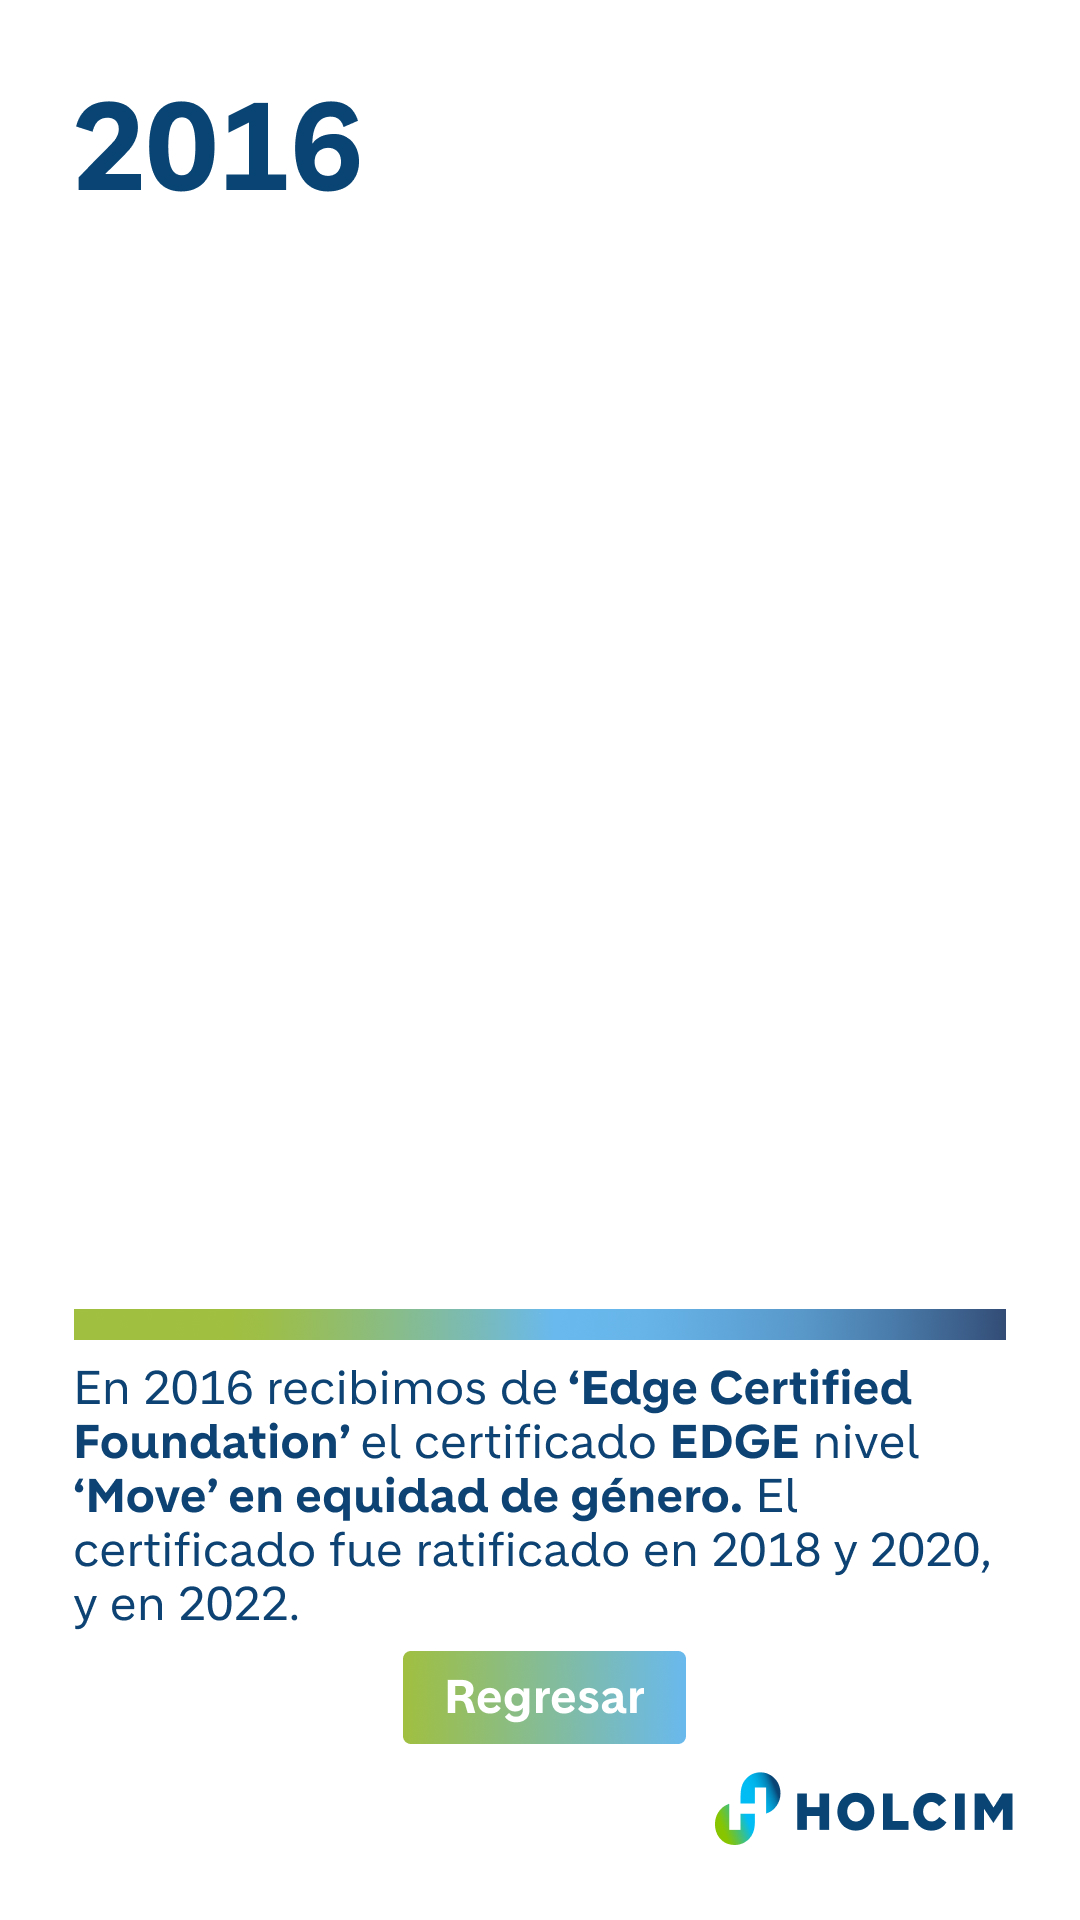 2016
En 2016 recibimos de ‘Edge Certified
Foundation’ el certificado EDGE nivel
‘Move’ en equidad de género. El
certificado fue ratificado en 2018 y 2020,
y en 2022.
Regresar
HOLCIM